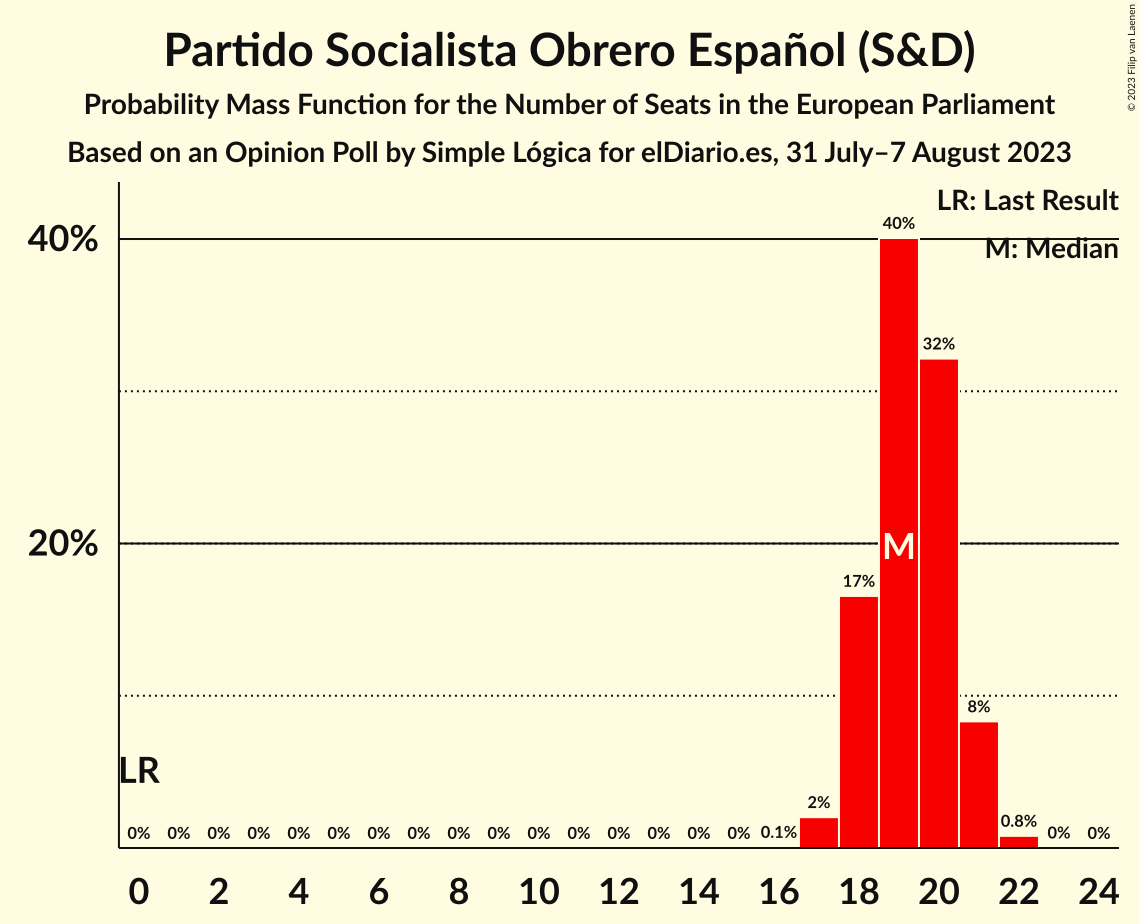 Partido Socialista Obrero Español (S&D)
Probability Mass Function for the Number of Seats in the European Parliament
Based on an Opinion Poll by Simple Lógica for elDiario.es, 31 July–7 August 2023
© 2023 Filip van Laenen
LR: Last Result
M: Median
40%
20%
40%
32%
M
17%
8%
LR
2%
0.8%
0% 0% 0% 0% 0% 0% 0% 0% 0% 0% 0% 0% 0% 0% 0% 0% 0.1% 0% 0%
0 2 4 6 8 10 12 14 16 18 20 22 24